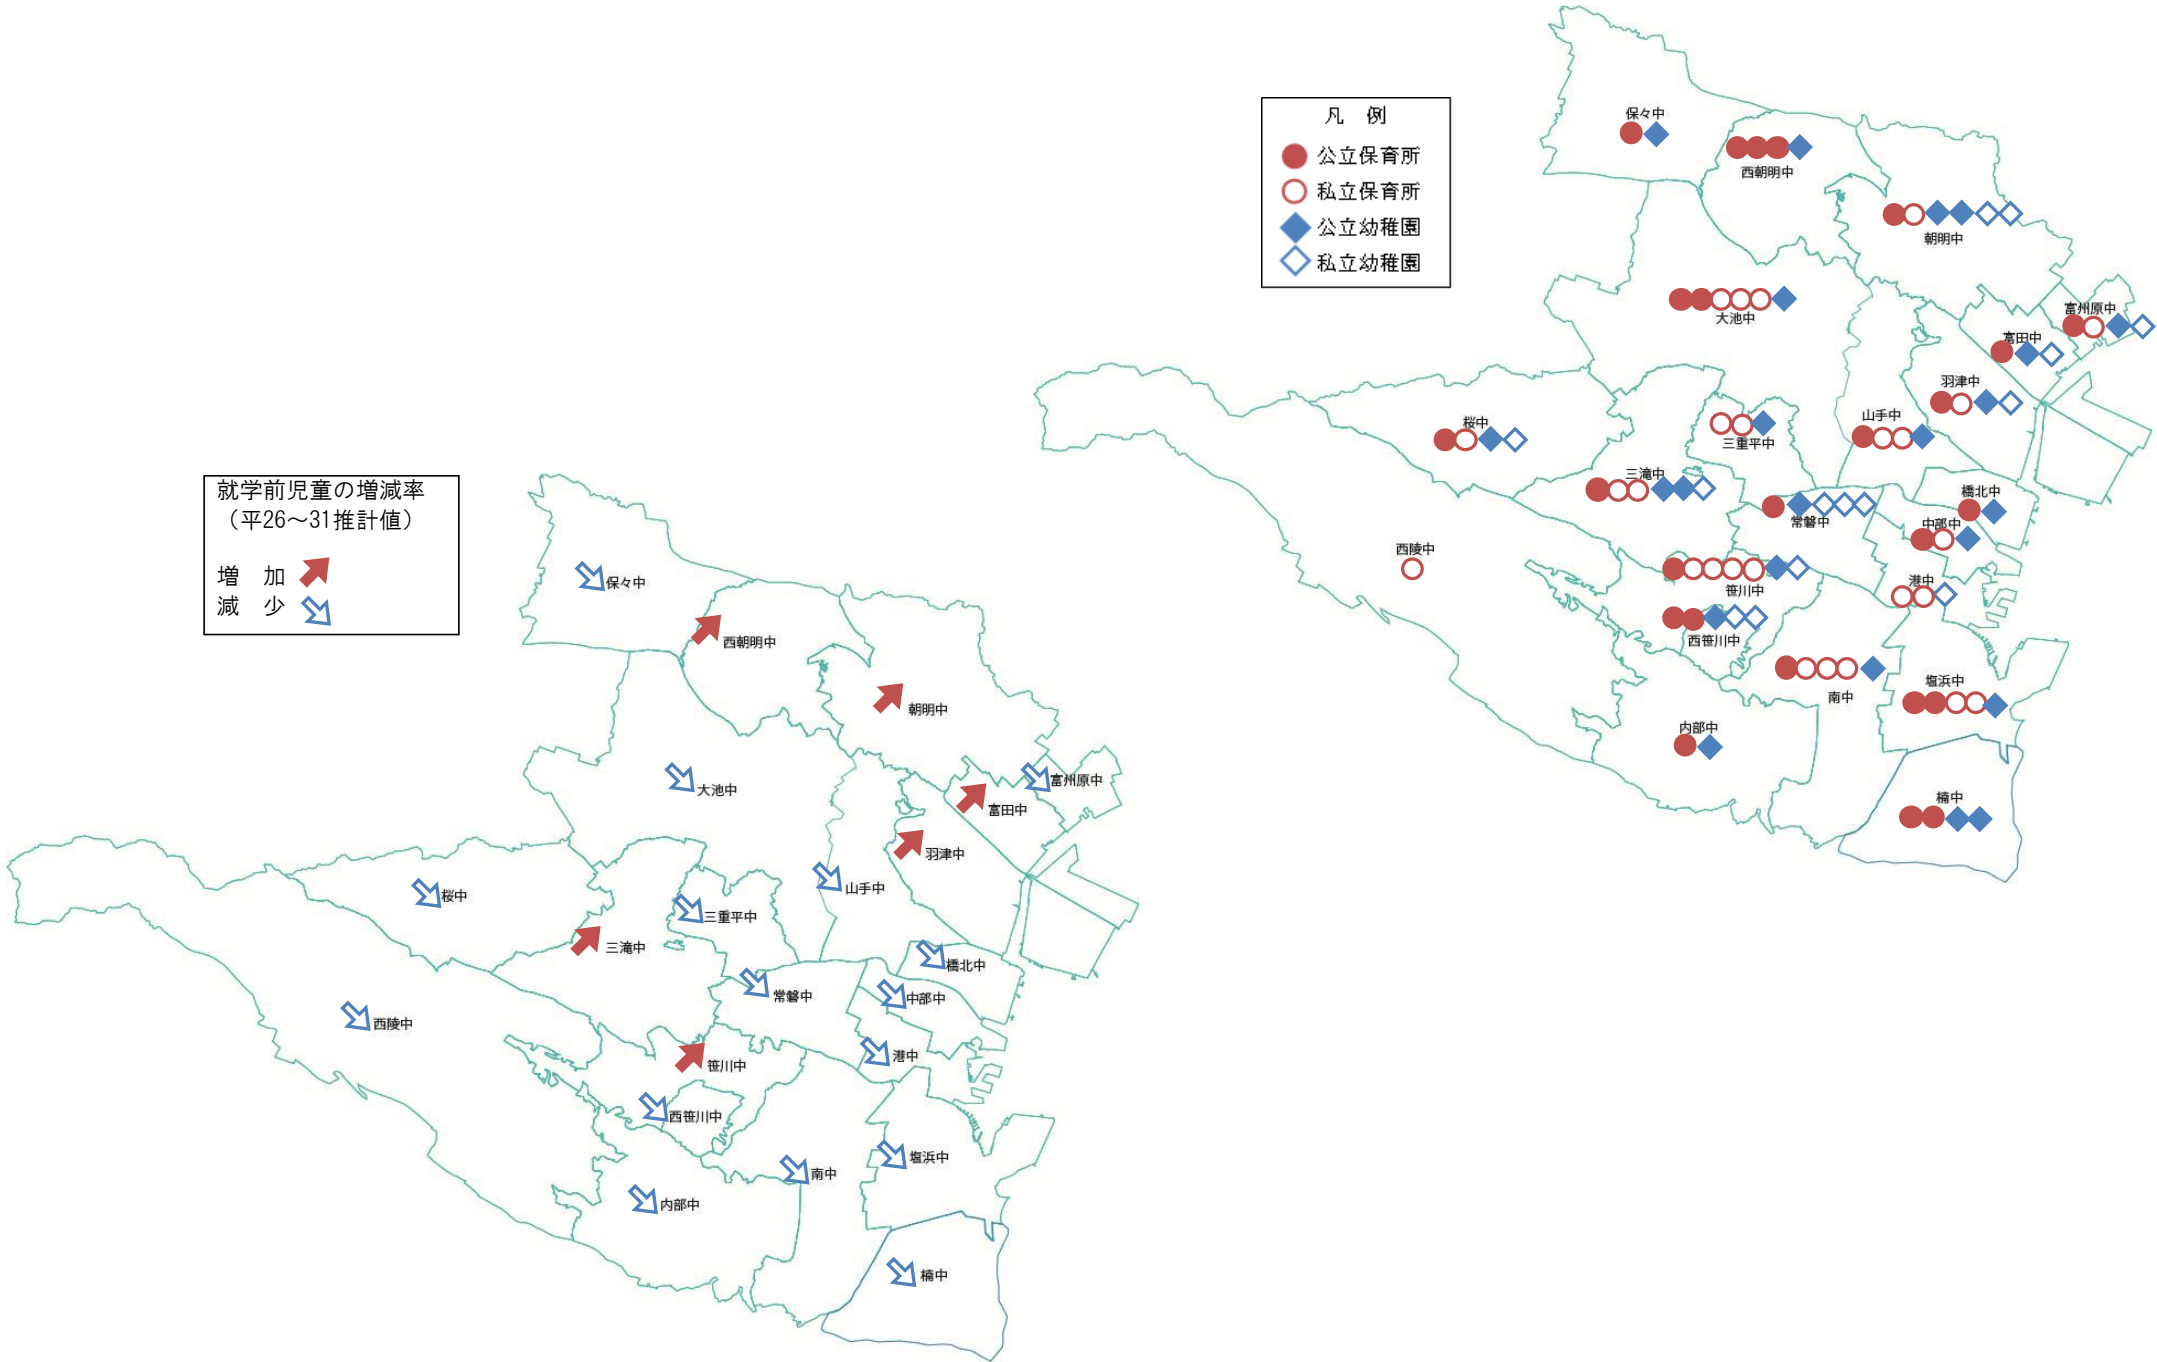 凡 例
公立保育所
私立保育所
公立幼稚園
私立幼稚園
保々中
西朝明中
朝明中
大池中
富州原中
富田中
羽津中
山手中
桜中
三重平中
三滝中
橋北中
常磐中
中部中
西陵中
笹川中
港中
西笹川中
南中
塩浜中
内部中
楠中
就学前児童の増減率
（平26～31推計値）
増 加
減 少
保々中
西朝明中
朝明中
大池中
富州原中
富田中
羽津中
山手中
桜中
三重平中
三滝中
橋北中
常磐中
中部中
西陵中
港中
笹川中
西笹川中
塩浜中
南中
内部中
楠中